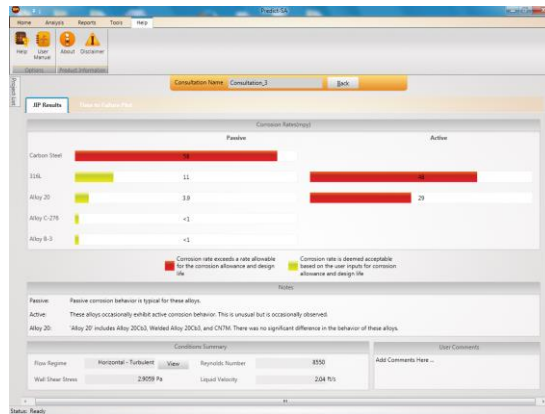 Predict-SA
Home Analysis Reports Tools Help
Help User Manual About Disclaimer
Options Product Information
Project List
Consultation Name Consultation_3 Back
JIP Results
Corrosion Rates(mpy)
Passive Active
Carbon Steel
316L 11
Alloy 20 3.9 29
Alloy C-276 <1
Alloy B-3 <1
Corrosion rate exceeds a rate allowable for the corrosion allowance and design life
Corrosion rate is deemed acceptable based on the user inputs for corrosion allowance and design life
Notes
Passive: Passive corrosion behavior is typical for these alloys.
Active: These alloys occasionally exhibit active corrosion behavior. This is unusual but is occasionally observed.
Alloy 20: 'Alloy 20' includes Alloy 20Cb3, Welded Alloy 20Cb3, and CN7M. There was no significant difference in the behavior of these alloys.
Conditions Summary User Comments
Flow Regime Horizontal - Turbulent View Reynolds Number 8550 Add Comments Here ...
Wall Shear Stress 2.9059 Pa Liquid Velocity 2.04 ft/s
Status: Ready